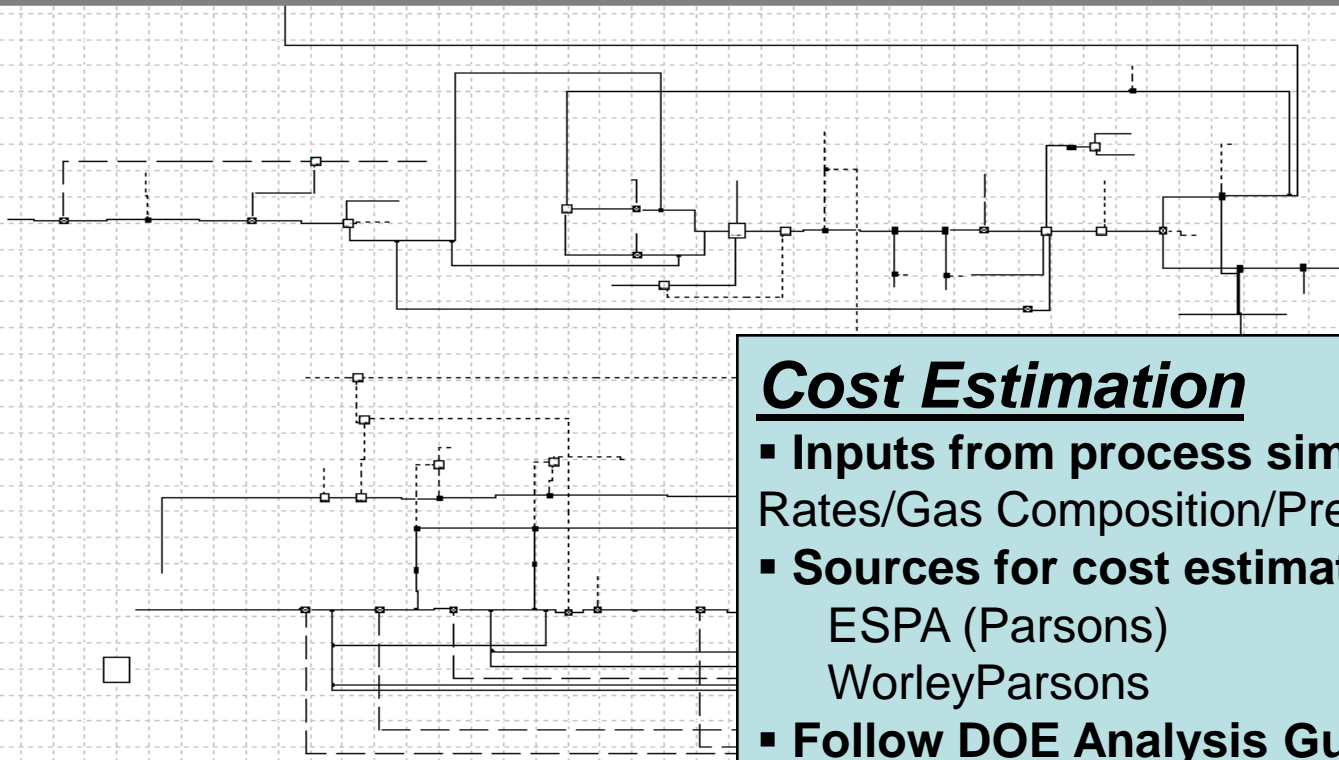 Cost Estimation
▪ Inputs from process sim
Rates/Gas Composition/Pre
▪ Sources for cost estimat
ESPA (Parsons)
WorleyParsons
▪ Follow DOE Analysis Gu